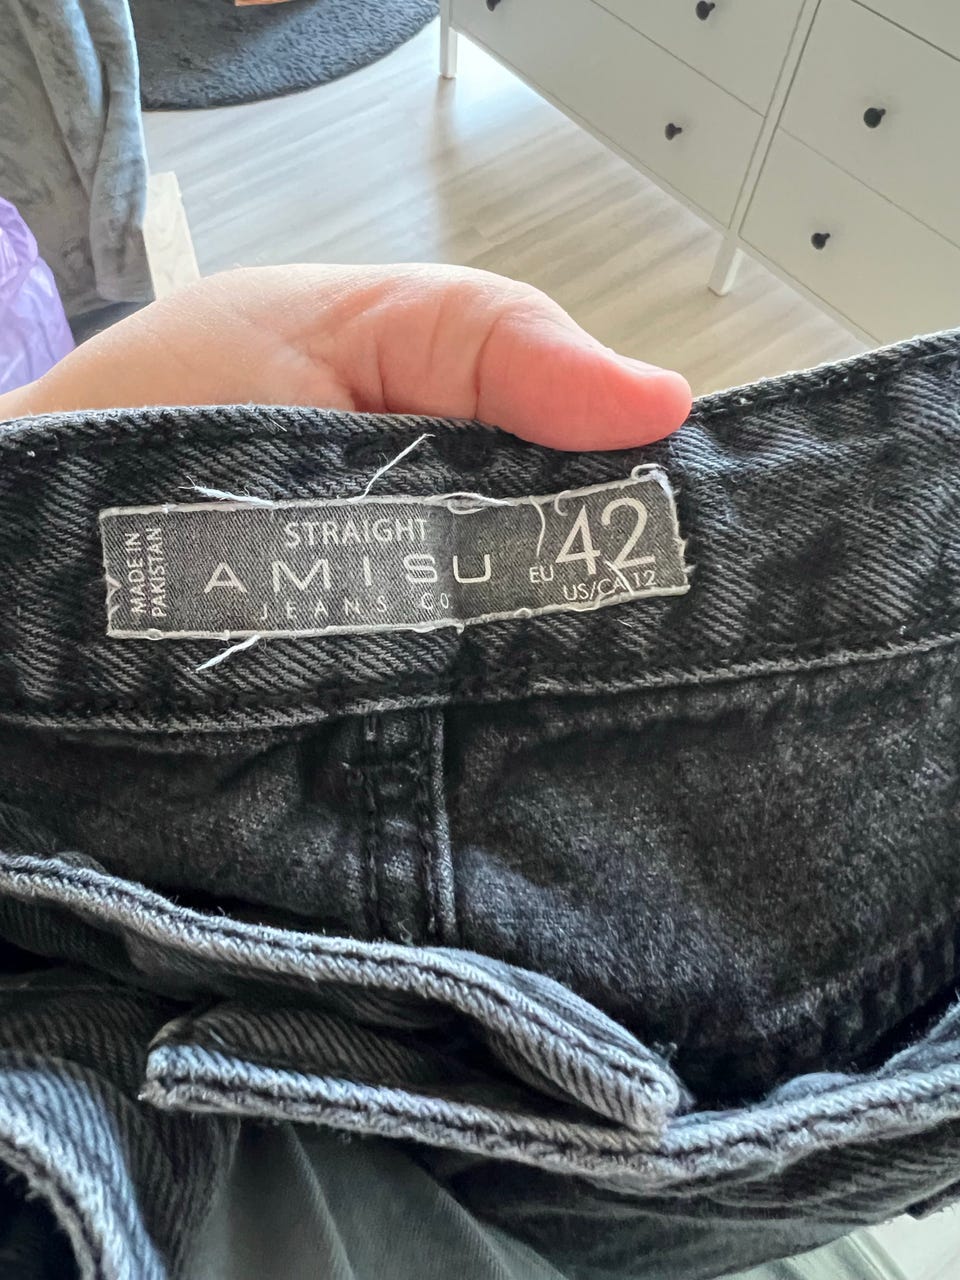 MADE IN
PAKISTAN
STRAIGHT
AMISU
JEANS CO
EU 42
US/CA 12